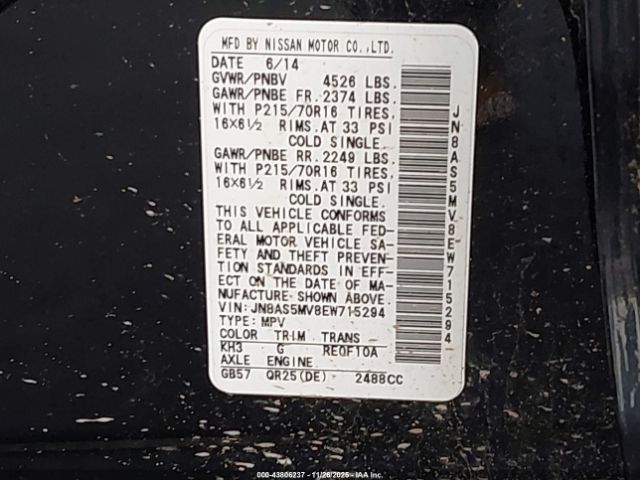 MFD BY NISSAN MOTOR CO.,LTD.
DATE 6/14
GVWR/PNBV 4526 LBS.
GAWR/PNBE FR. 2374 LBS.
WITH P215/70R16 TIRES,
16X6½ RIMS.AT 33 PSI
COLD SINGLE.
GAWR/PNBE RR. 2249 LBS.
WITH P215/70R16 TIRES,
16X6½ RIMS.AT 33 PSI
COLD SINGLE.
THIS VEHICLE CONFORMS
TO ALL APPLICABLE FED-
ERAL MOTOR VEHICLE SA-
FETY AND THEFT PREVEN-
TION STANDARDS IN EFF-
ECT ON THE DATE OF MA-
NUFACTURE SHOWN ABOVE.
VIN: JN8AS5MV8EW715294
TYPE: MPV
COLOR TRIM TRANS
KH3 G RE0F10A
AXLE ENGINE
GB57 QR25(DE) 2488CC
JN8AS5MV8EW715294
000-43806237 - 11/26/2025 - IAAHOLDINGS, LLC